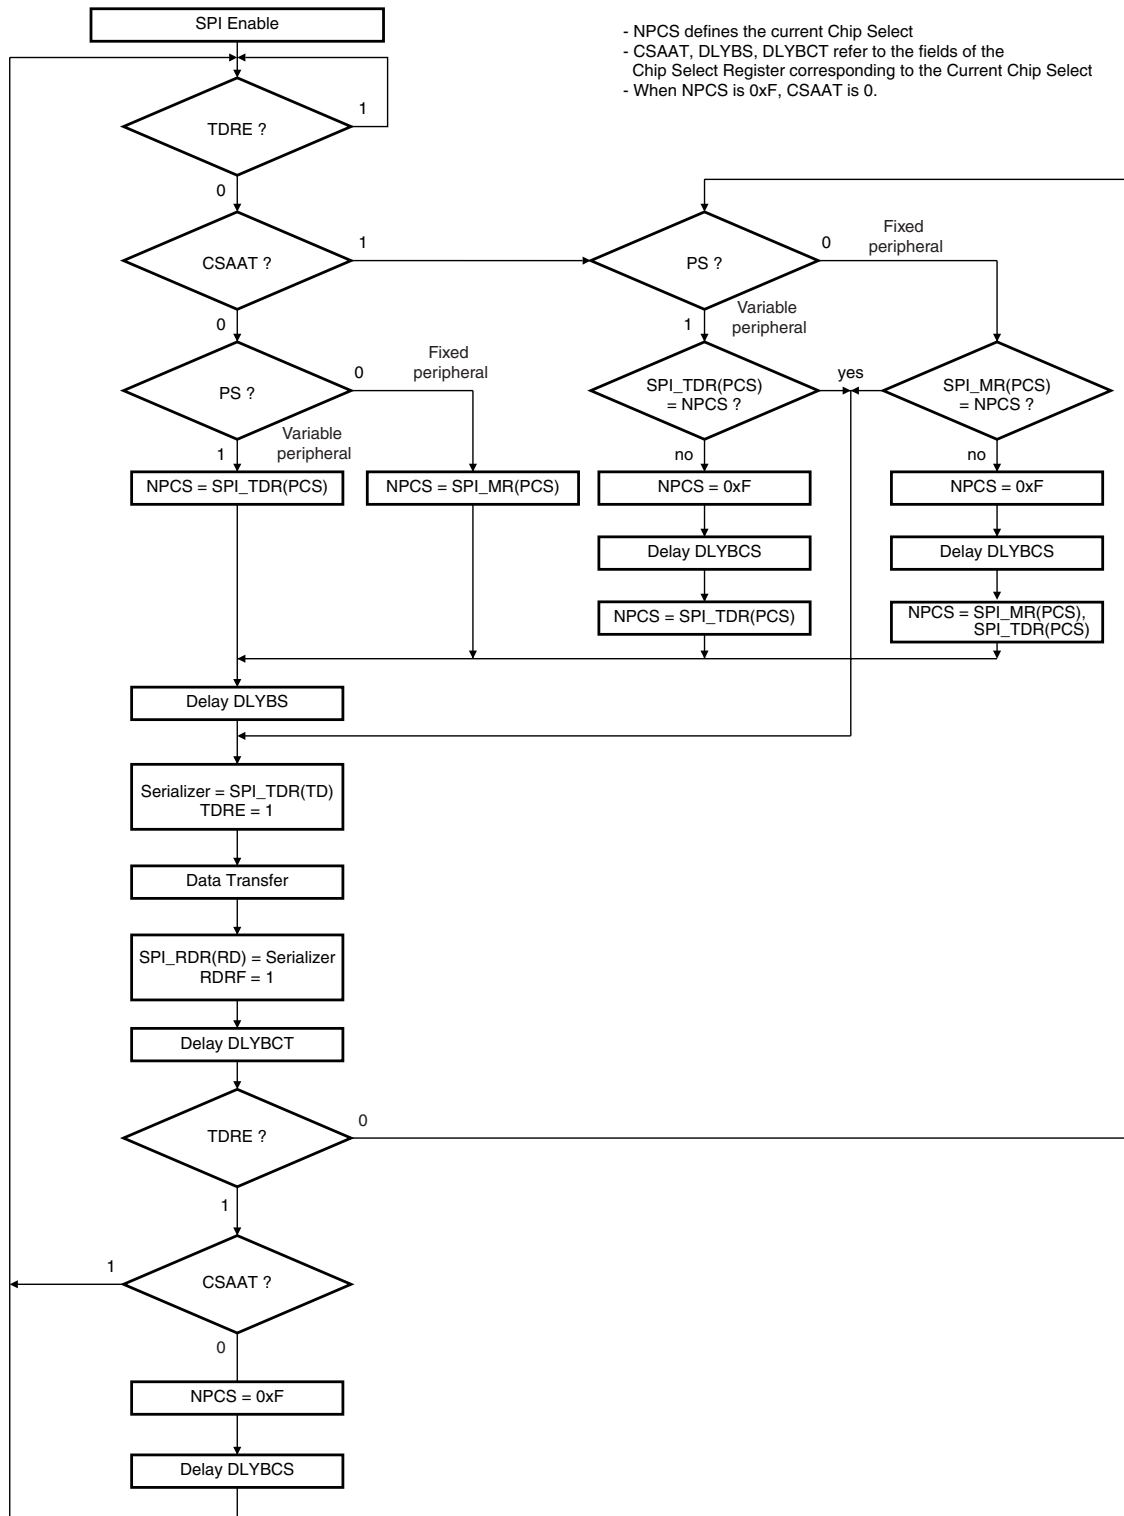 SPI Enable
- NPCS defines the current Chip Select
- CSAAT, DLYBS, DLYBCT refer to the fields of the
Chip Select Register corresponding to the Current Chip Select
- When NPCS is 0xF, CSAAT is 0.
1
TDRE ?
0
CSAAT ?
1
PS ?
0
Fixed
peripheral
0
1
Variable
peripheral
PS ?
0
Fixed
peripheral
SPI_TDR(PCS)
= NPCS ?
yes
SPI_MR(PCS)
= NPCS ?
1
Variable
peripheral
no
no
NPCS = SPI_TDR(PCS)
NPCS = SPI_MR(PCS)
NPCS = 0xF
NPCS = 0xF
Delay DLYBCS
Delay DLYBCS
NPCS = SPI_TDR(PCS)
NPCS = SPI_MR(PCS),
SPI_TDR(PCS)
Delay DLYBS
Serializer = SPI_TDR(TD)
TDRE = 1
Data Transfer
SPI_RDR(RD) = Serializer
RDRF = 1
Delay DLYBCT
TDRE ?
0
1
1
CSAAT ?
0
NPCS = 0xF
Delay DLYBCS